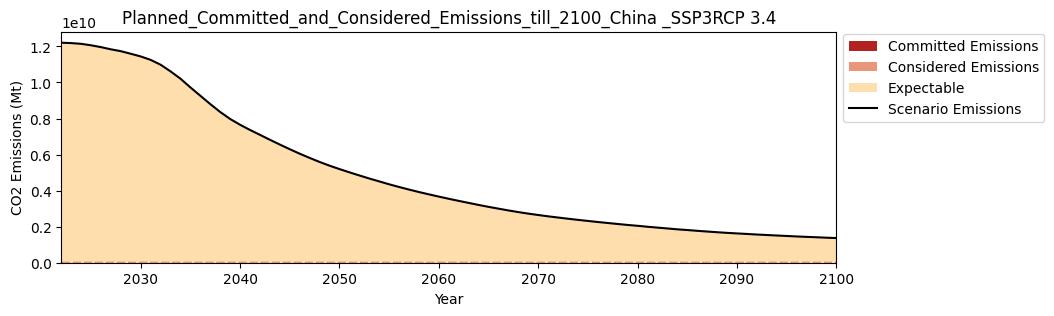 Planned_Committed_and_Considered_Emissions_till_2100_China _SSP3RCP 3.4
1e10
1.2
1.0
0.8
0.6
0.4
0.2
0.0
CO2 Emissions (Mt)
2030 2040 2050 2060 2070 2080 2090 2100
Year
Committed Emissions
Considered Emissions
Expectable
Scenario Emissions